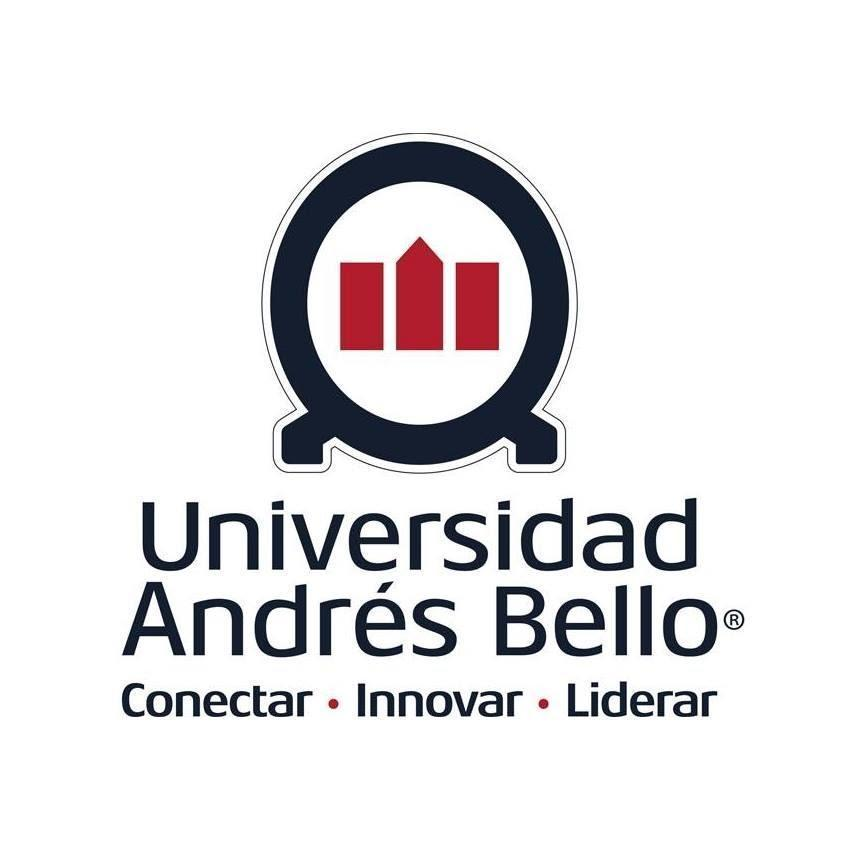 Universidad
Andrés Bello®
Conectar • Innovar • Liderar